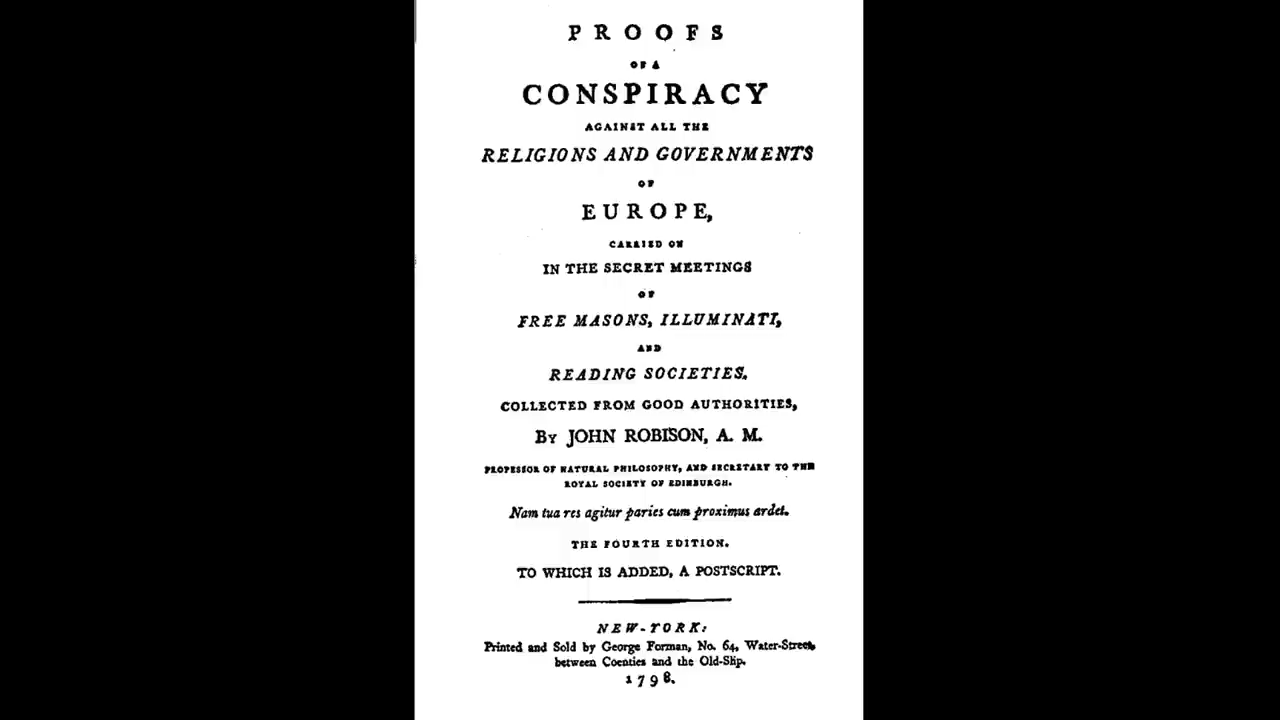 PROOFS
OF A
CONSPIRACY
AGAINST ALL THE
RELIGIONS AND GOVERNMENTS
OF
EUROPE,
CARRIED ON
IN THE SECRET MEETINGS
OF
FREE MASONS, ILLUMINATI,
AND
READING SOCIETIES.
COLLECTED FROM GOOD AUTHORITIES,
By JOHN ROBISON, A. M.
PROFESSOR OF NATURAL PHILOSOPHY, AND SECRETARY TO THE
ROYAL SOCIETY OF EDINBURGH.
Nam tua res agitur paries cum proximus ardet.
THE FOURTH EDITION.
TO WHICH IS ADDED, A POSTSCRIPT.
NEW-YORK:
Printed and Sold by George Forman, No. 64, Water-Street,
between Coenties and the Old-Slip.
1798.